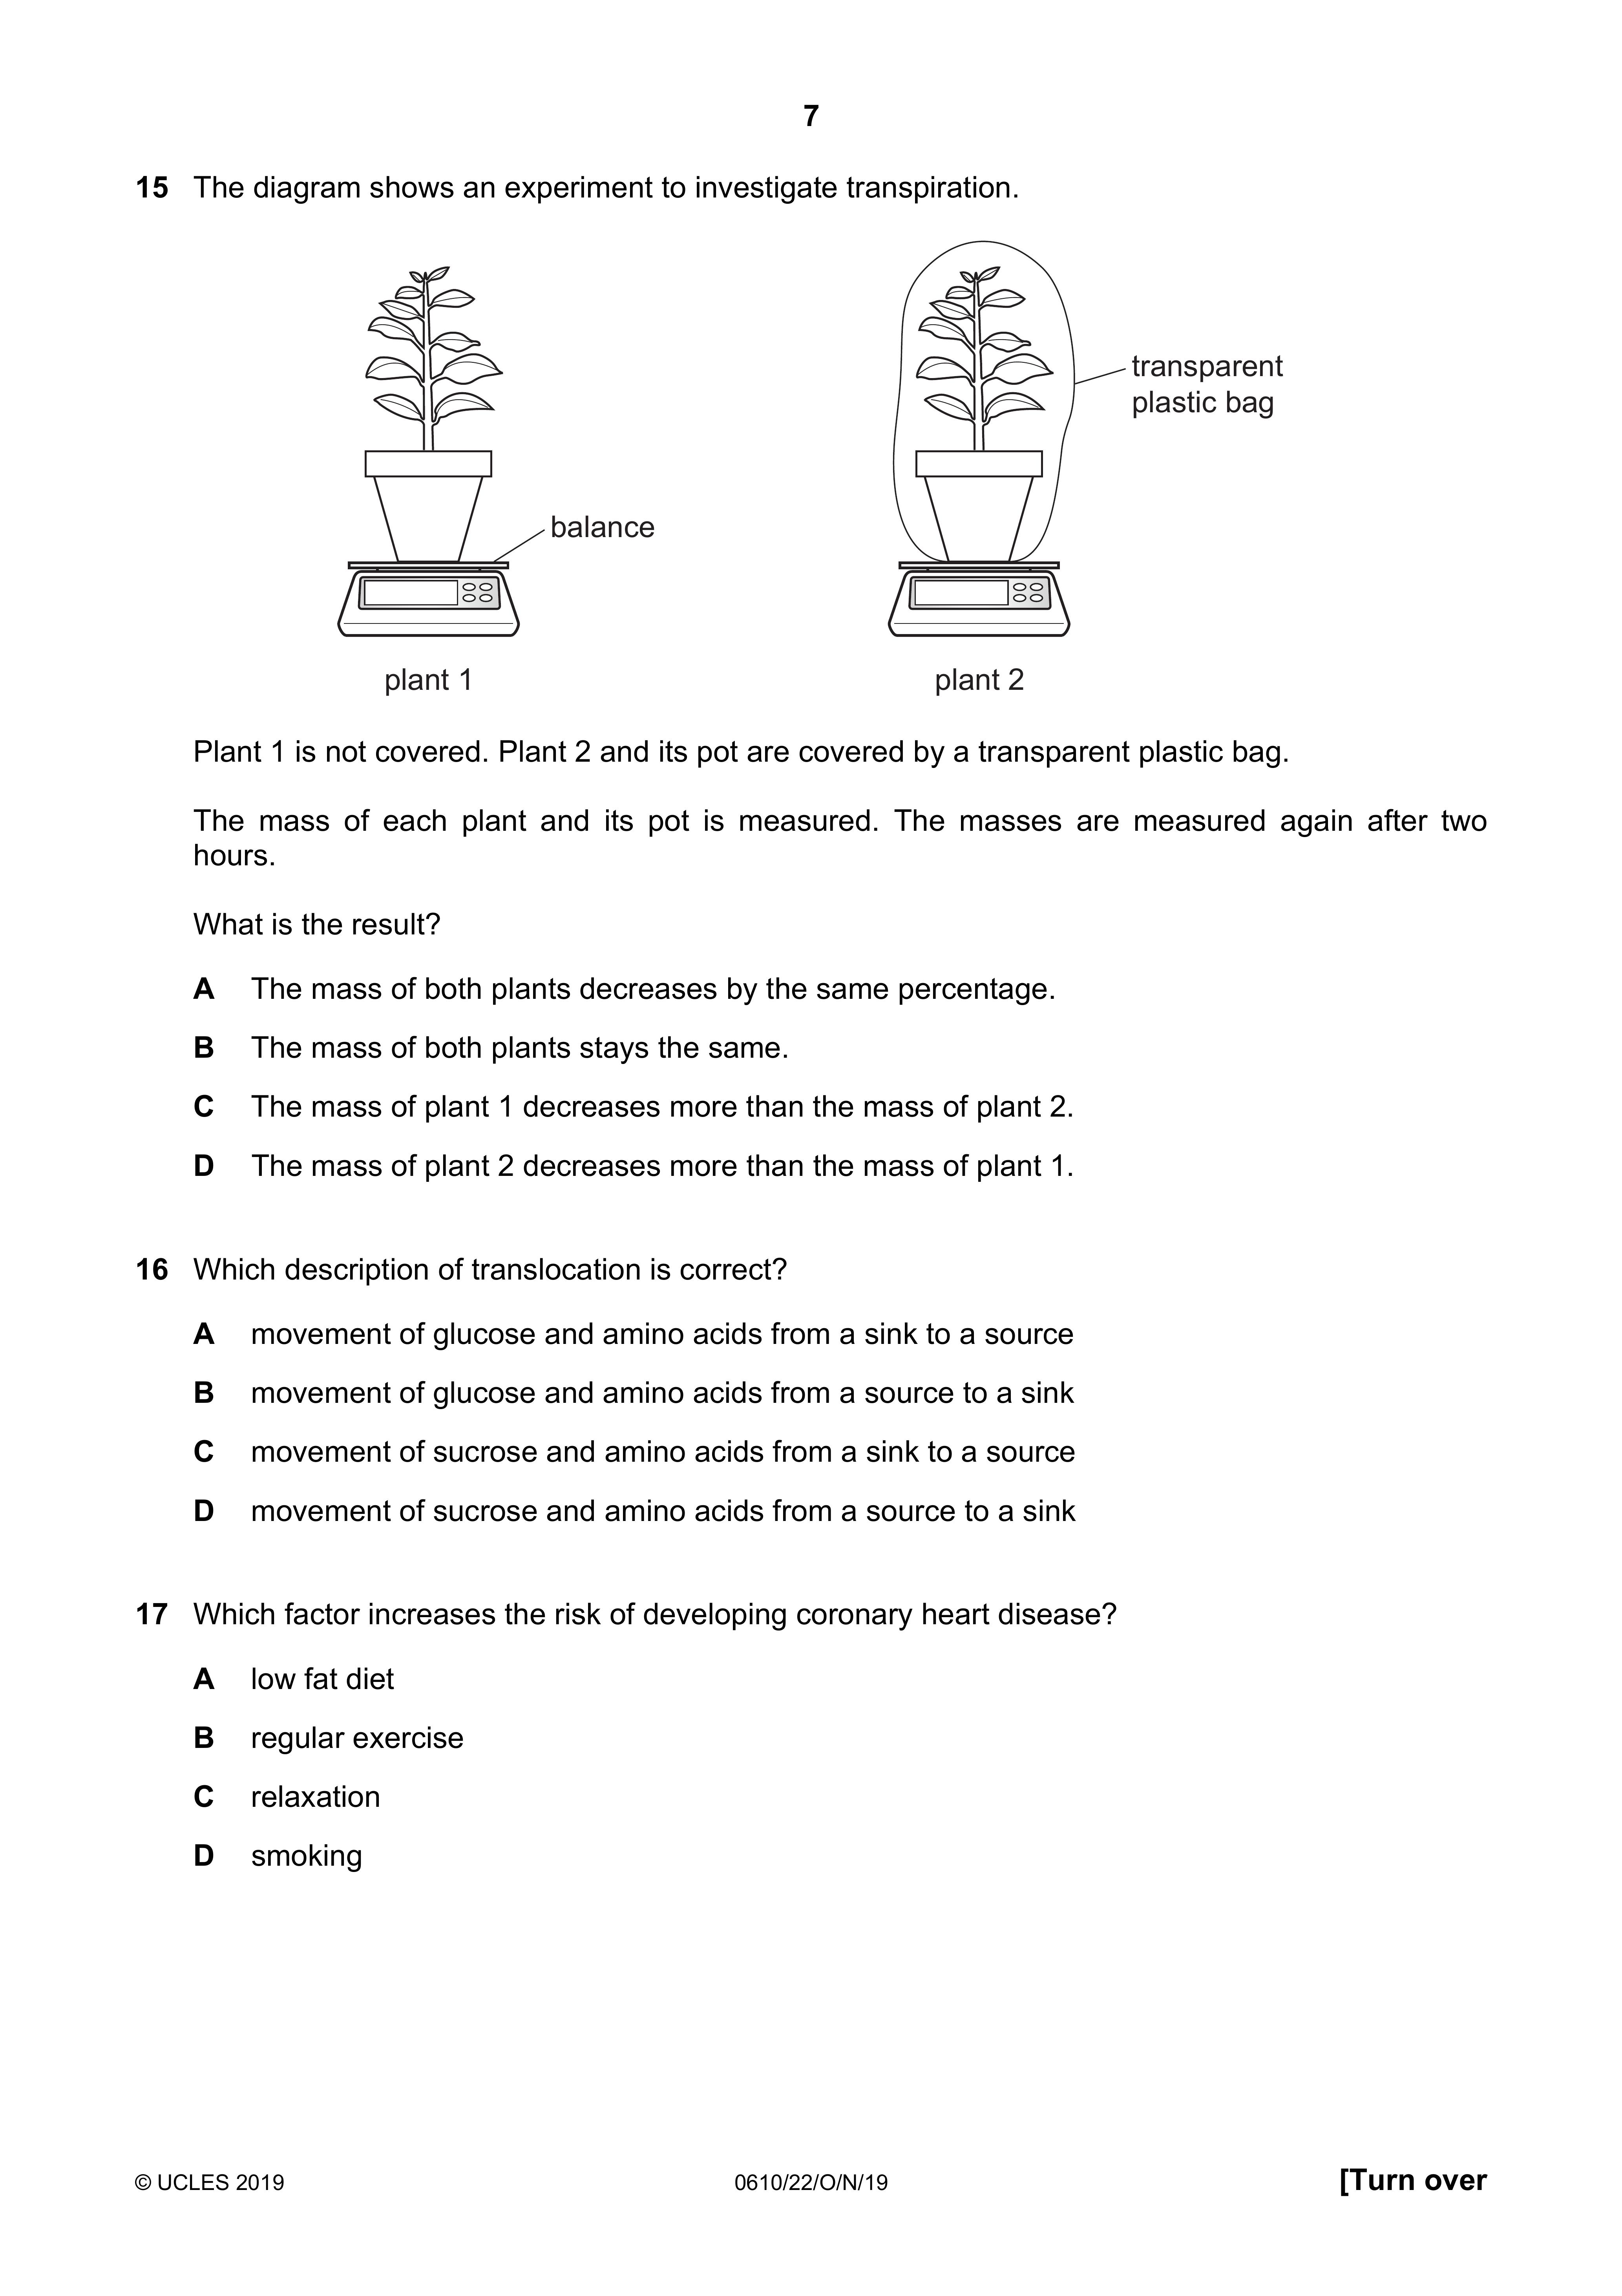 7
15 The diagram shows an experiment to investigate transpiration.
transparent
plastic bag
balance
plant 1
plant 2
Plant 1 is not covered. Plant 2 and its pot are covered by a transparent plastic bag.
The mass of each plant and its pot is measured. The masses are measured again after two
hours.
What is the result?
A The mass of both plants decreases by the same percentage.
B The mass of both plants stays the same.
C The mass of plant 1 decreases more than the mass of plant 2.
D The mass of plant 2 decreases more than the mass of plant 1.
16 Which description of translocation is correct?
A movement of glucose and amino acids from a sink to a source
B movement of glucose and amino acids from a source to a sink
C movement of sucrose and amino acids from a sink to a source
D movement of sucrose and amino acids from a source to a sink
17 Which factor increases the risk of developing coronary heart disease?
A low fat diet
B regular exercise
C relaxation
D smoking
© UCLES 2019
0610/22/O/N/19
[Turn over